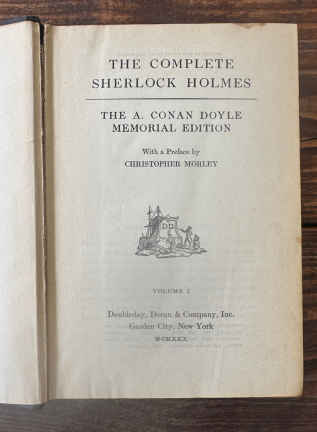 THE COMPLETE
SHERLOCK HOLMES
THE A. CONAN DOYLE
MEMORIAL EDITION
With a Preface by
CHRISTOPHER MORLEY
VOLUME I
Doubleday, Doran & Company, Inc.
Garden City, New York
MCMXXX